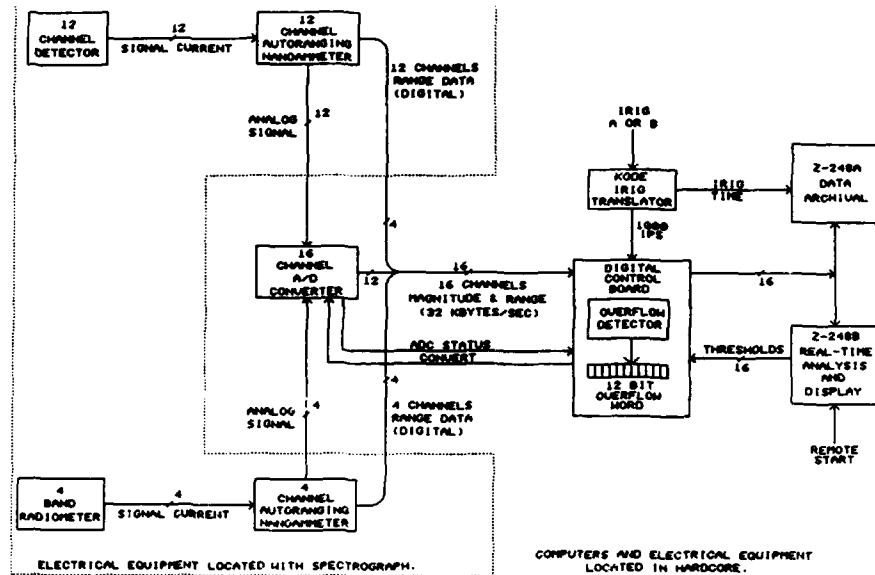 12
CHANNEL
DETECTOR
12
SIGNAL CURRENT
12
CHANNEL
AUTORANGING
NANOAMMETER
12 CHANNELS
RANGE DATA
(DIGITAL)
ANALOG
SIGNAL
12
4
IRIG
A OR B
KODE
IRIG
TRANSLATOR
IRIG
TIME
Z-248A
DATA
ARCHIVAL
1000
IPS
16
CHANNEL
A/D
CONVERTER
12
16
16 CHANNELS
MAGNITUDE & RANGE
(32 KBYTES/SEC)
DIGITAL
CONTROL
BOARD
16
OVERFLOW
DETECTOR
12 BIT
OVERFLOW
WORD
ADC STATUS
CONVERT
THRESHOLDS
16
Z-248B
REAL-TIME
ANALYSIS
AND
DISPLAY
REMOTE
START
4
4 CHANNELS
RANGE DATA
(DIGITAL)
ANALOG
SIGNAL
4
4
BAND
RADIOMETER
4
SIGNAL CURRENT
4
CHANNEL
AUTORANGING
NANOAMMETER
ELECTRICAL EQUIPMENT LOCATED WITH SPECTROGRAPH.
COMPUTERS AND ELECTRICAL EQUIPMENT
LOCATED IN HARDCORE.